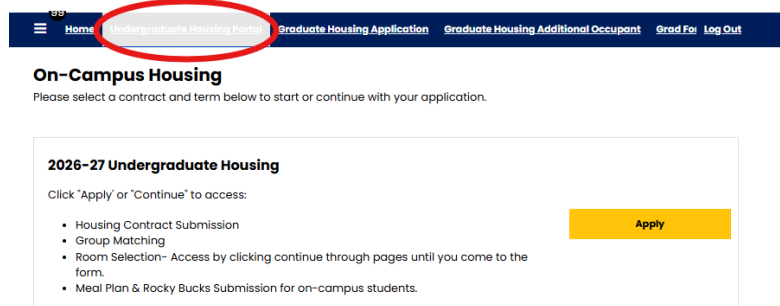 Home Undergraduate Housing Portal Graduate Housing Application Graduate Housing Additional Occupant Grad For Log Out
On-Campus Housing
Please select a contract and term below to start or continue with your application.
2026-27 Undergraduate Housing
Click "Apply' or "Continue" to access:
Housing Contract Submission
Group Matching
Room Selection- Access by clicking continue through pages until you come to the
form.
Meal Plan & Rocky Bucks Submission for on-campus students.
Apply